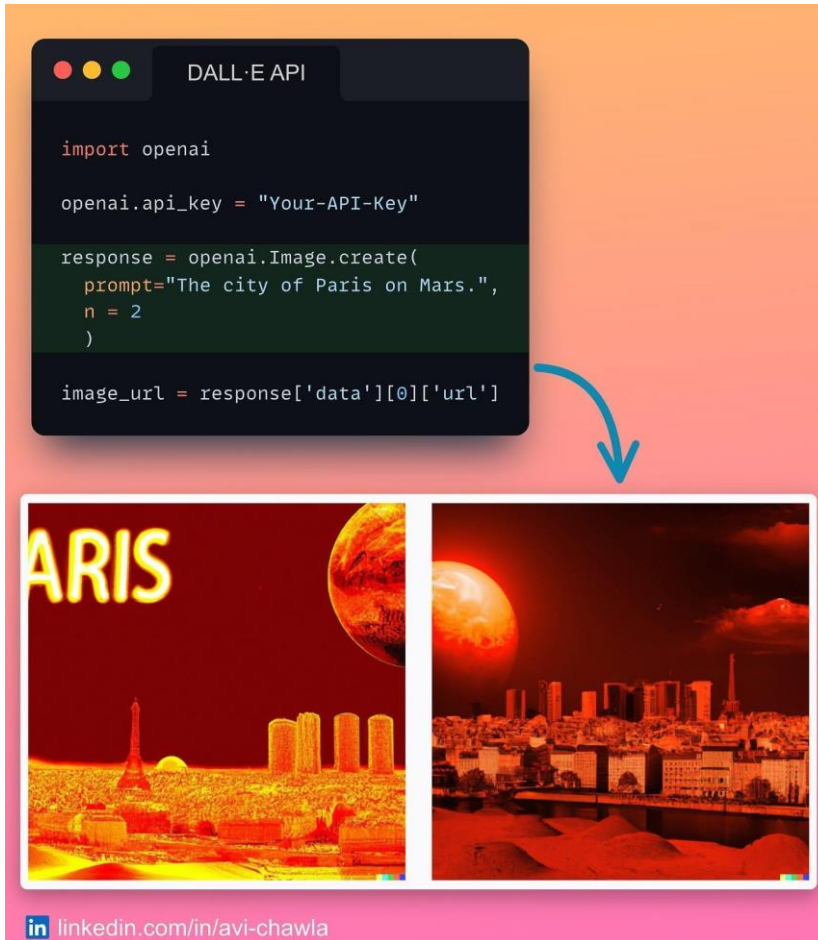 DALL·E API
import openai
openai.api_key = "Your-API-Key"
response = openai.Image.create(
  prompt="The city of Paris on Mars.",
  n = 2
  )
image_url = response['data'][0]['url']
ARIS
in linkedin.com/in/avi-chawla